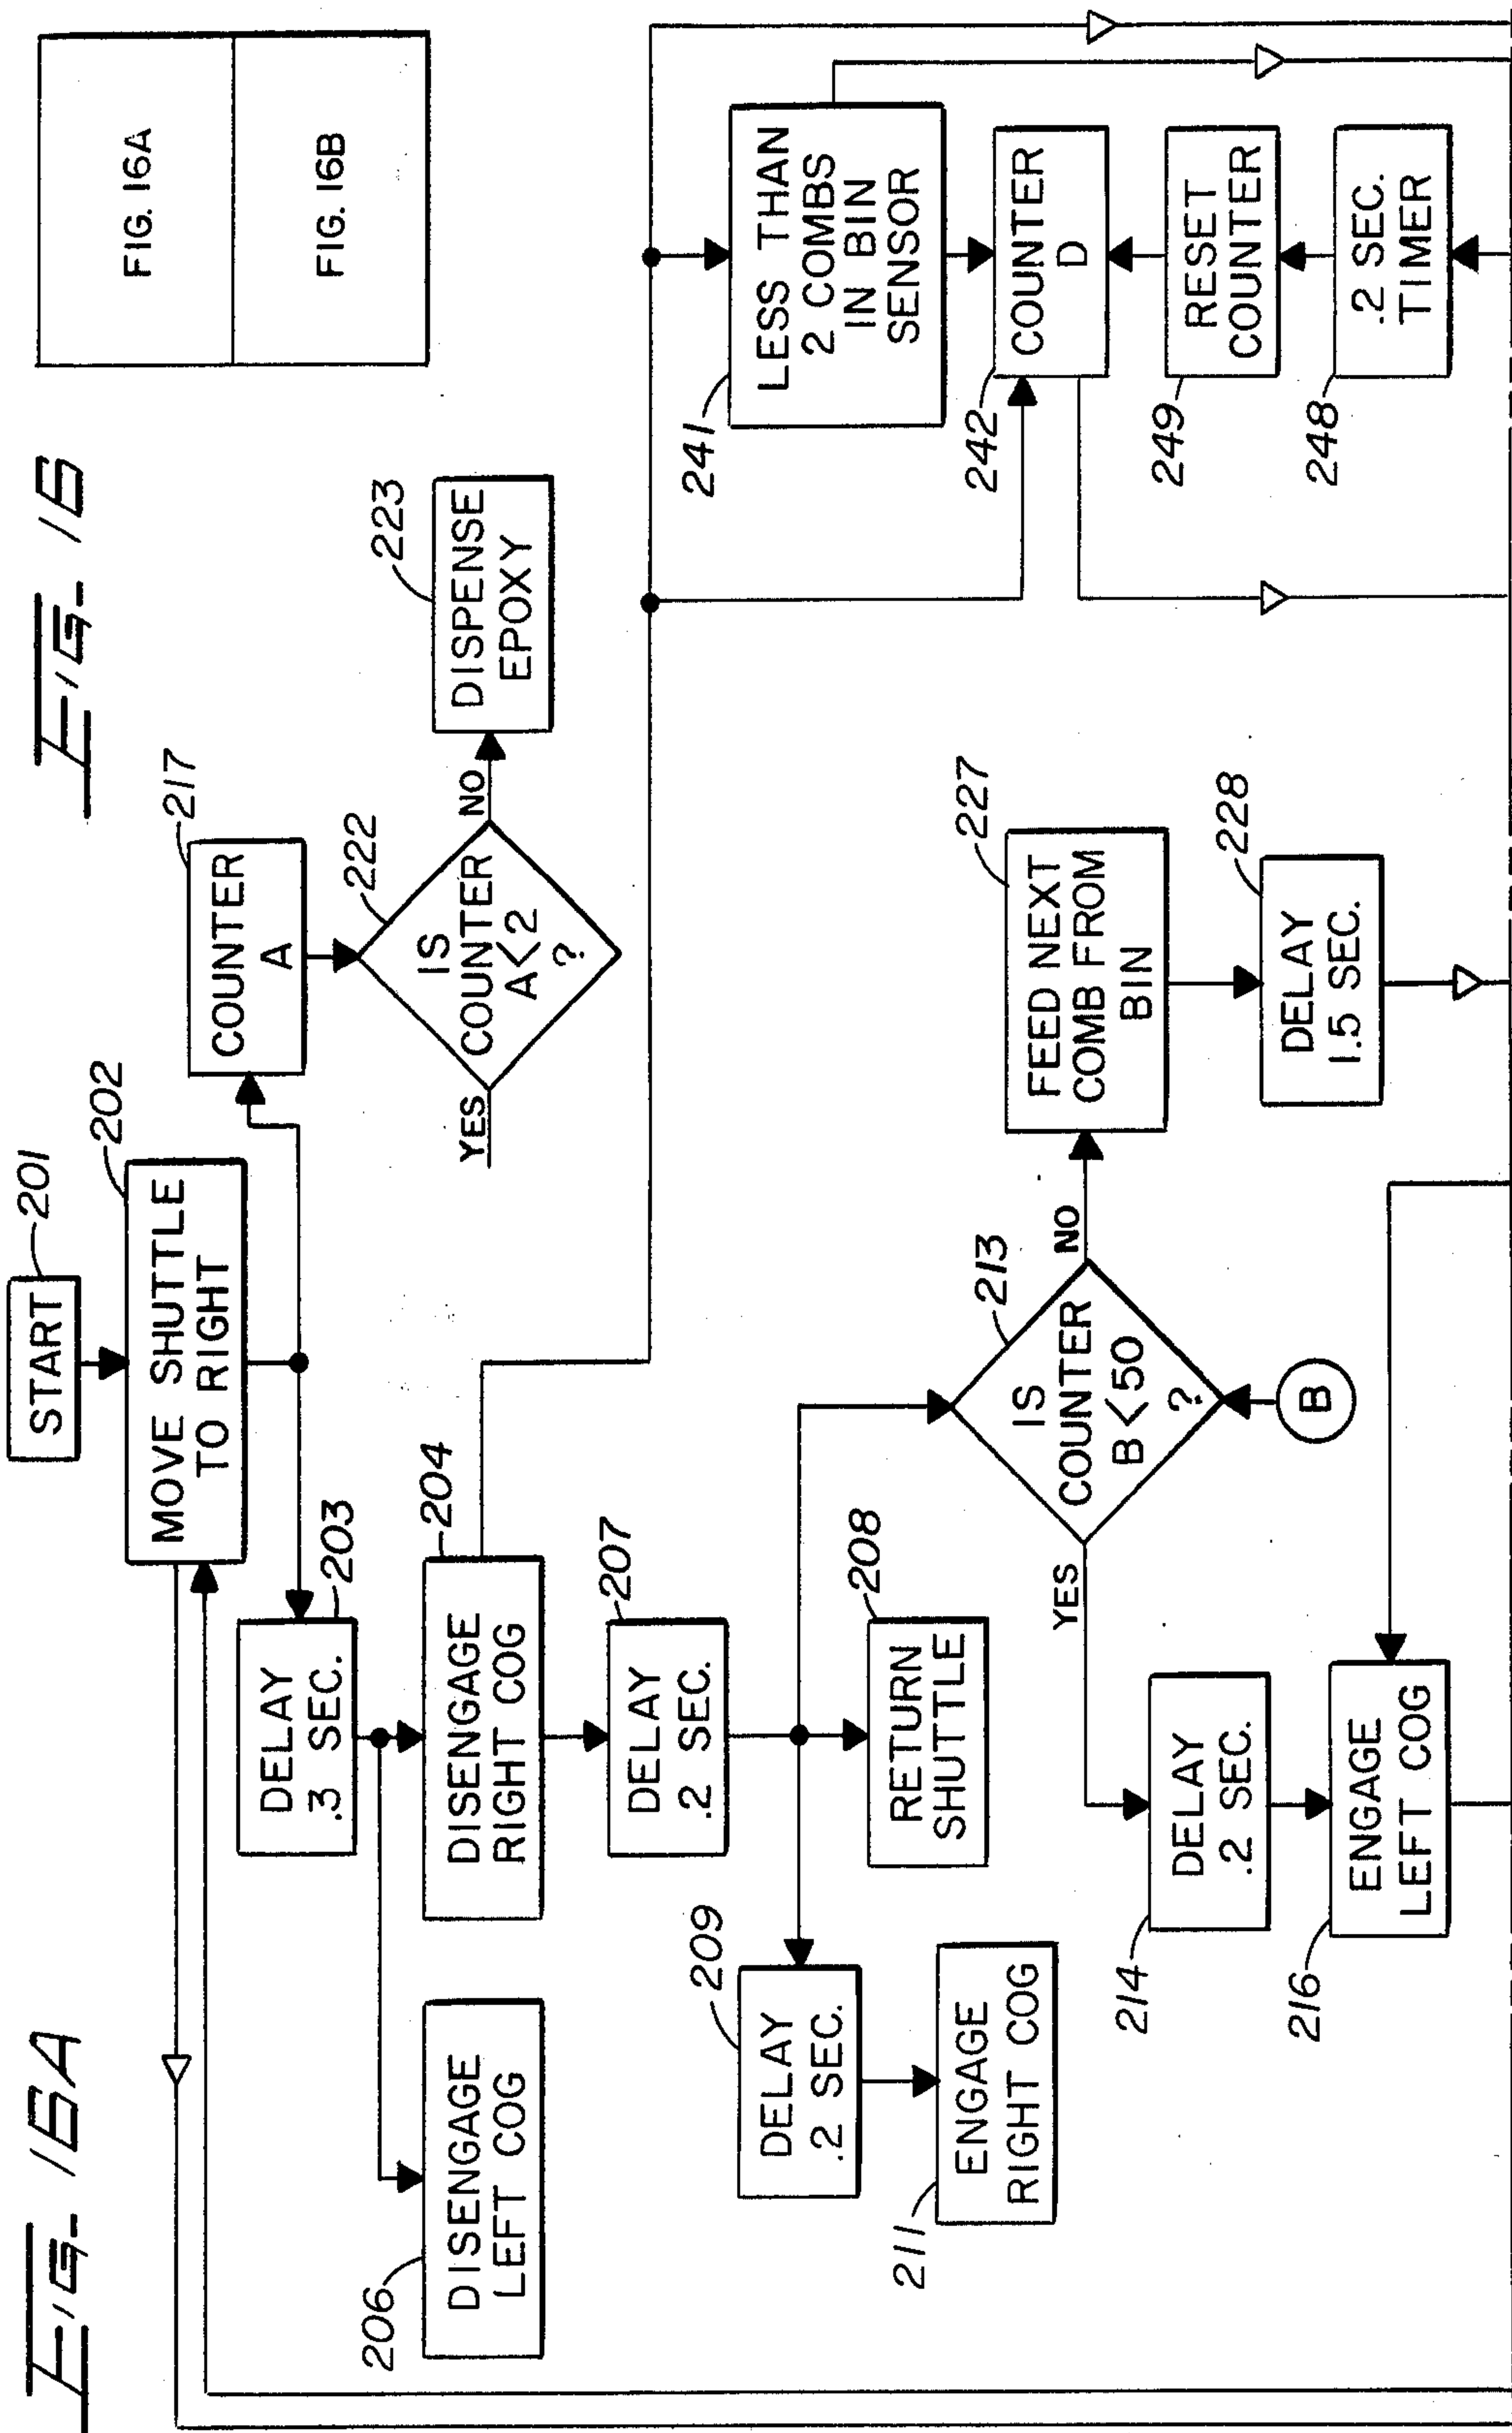 FIG. 16A
FIG. 16
FIG. 16A
FIG. 16B
START
201
MOVE SHUTTLE
TO RIGHT
202
COUNTER
A
217
IS
COUNTER
A<2
?
222
YES
NO
DISPENSE
EPOXY
223
DELAY
.3 SEC.
203
DISENGAGE
LEFT COG
206
DISENGAGE
RIGHT COG
204
DELAY
.2 SEC.
207
DELAY
.2 SEC.
209
ENGAGE
RIGHT COG
211
RETURN
SHUTTLE
208
IS
COUNTER
B<50
?
213
YES
NO
B
DELAY
.2 SEC.
214
ENGAGE
LEFT COG
216
FEED NEXT
COMB FROM
BIN
227
DELAY
1.5 SEC.
228
LESS THAN
2 COMBS
IN BIN
SENSOR
241
COUNTER
D
242
RESET
COUNTER
249
.2 SEC.
TIMER
248